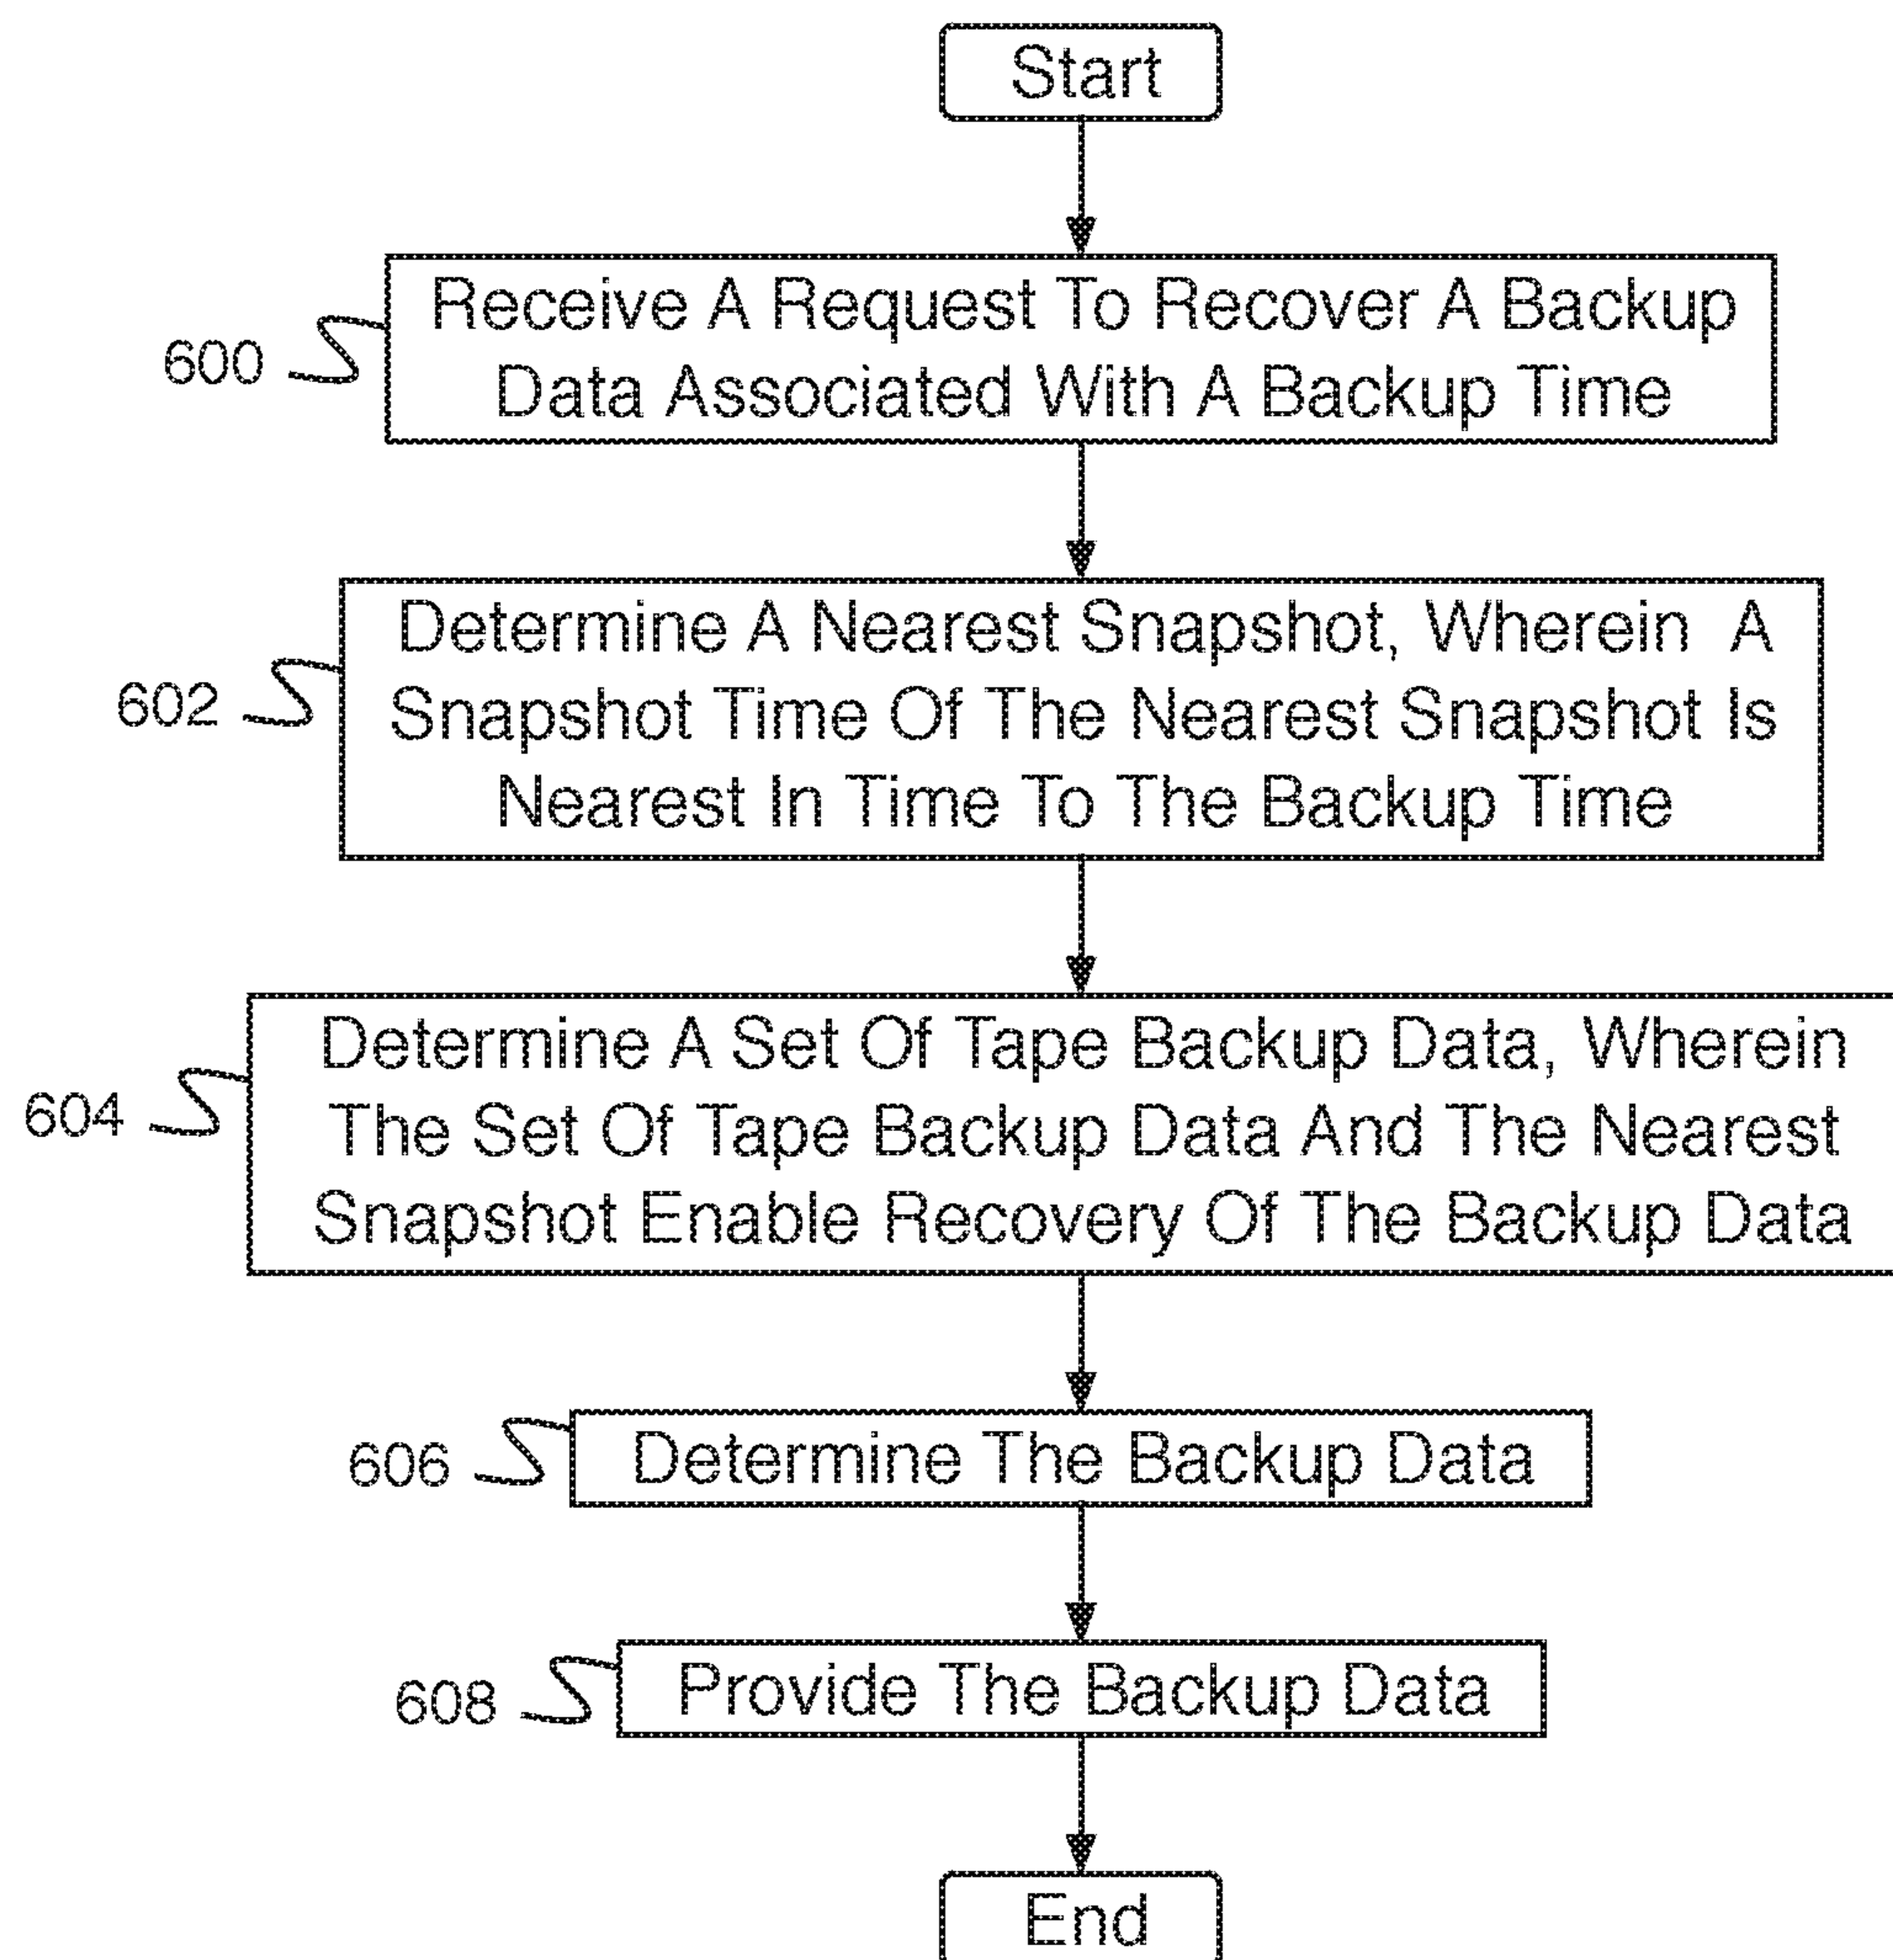 Start
600
Receive A Request To Recover A Backup
Data Associated With A Backup Time
602
Determine A Nearest Snapshot, Wherein A
Snapshot Time Of The Nearest Snapshot Is
Nearest In Time To The Backup Time
604
Determine A Set Of Tape Backup Data, Wherein
The Set Of Tape Backup Data And The Nearest
Snapshot Enable Recovery Of The Backup Data
606
Determine The Backup Data
608
Provide The Backup Data
End